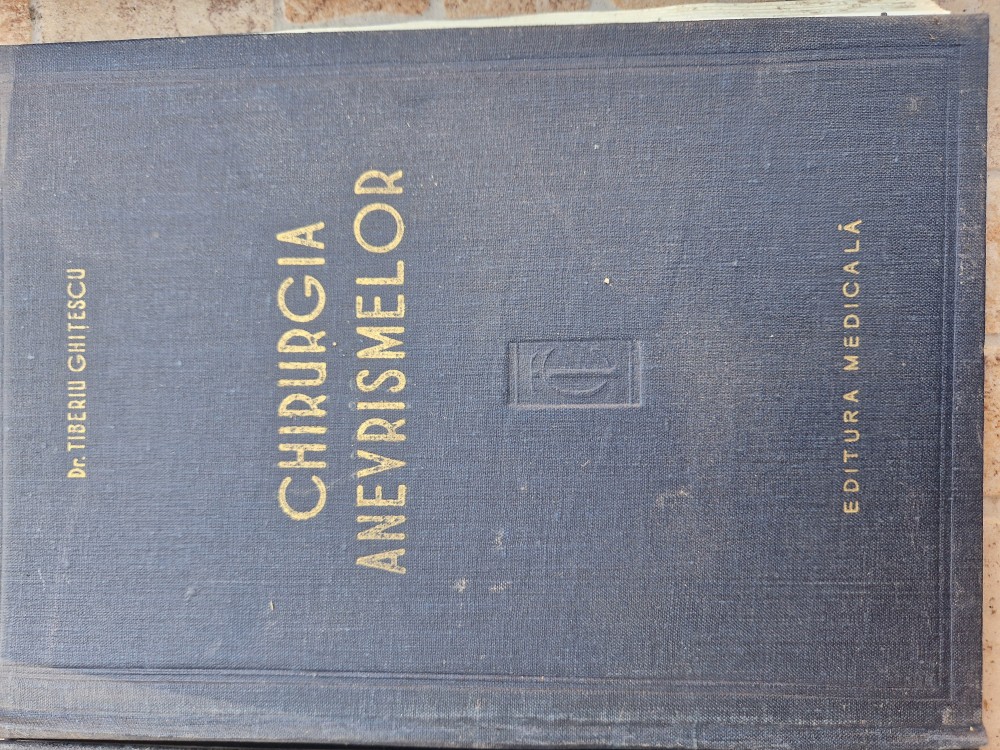 Dr. TIBERIU GHIȚESCU
CHIRURGIA
ANEVRISMELOR
EDITURA MEDICALĂ